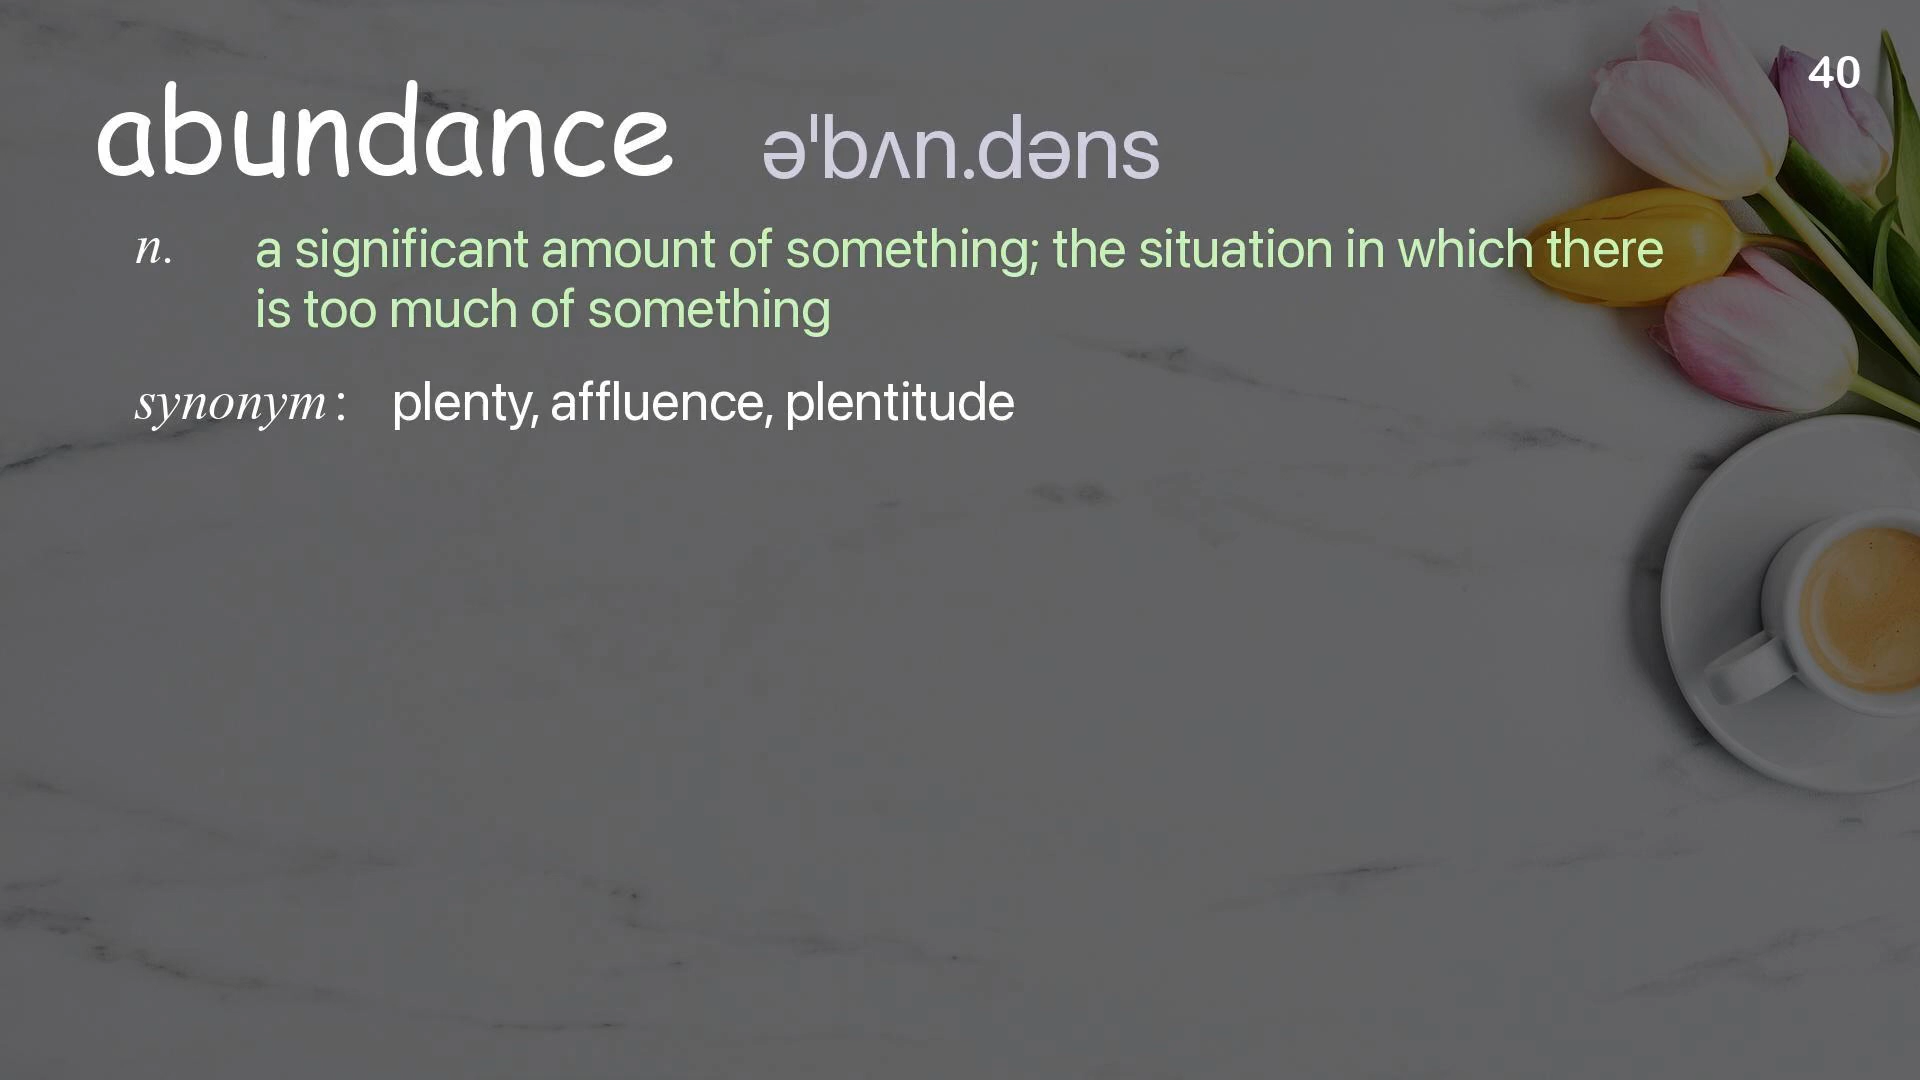 40
abundance əˈbʌn.dəns
n. a significant amount of something; the situation in which there
is too much of something
synonym: plenty, affluence, plentitude